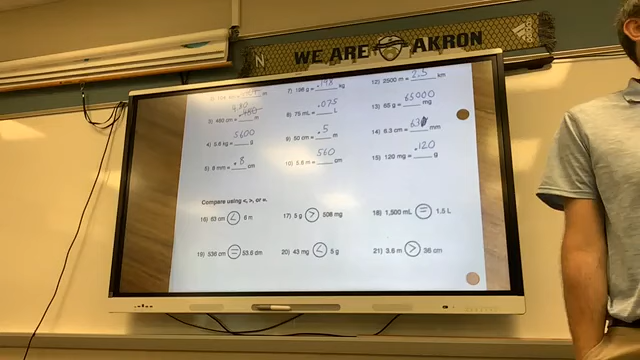 WE ARE AKRON
adidas
7) 198 g = .198 kg
12) 2500 m = 2.5 km
3) 480 cm = m
8) 75 mL = .075 L
13) 65 g = 65000 mg
4) 5.6 kg = 5600 g
9) 50 cm = .5 m
14) 6.3 cm = mm
5) 8 mm = .8 cm
10) 5.6 m = 560 cm
15) 120 mg = .120 g
Compare using <, >, or =.
16) 63 cm < 6 m
17) 5 g > 508 mg
18) 1,500 mL = 1.5 L
19) 536 cm = 53.6 dm
20) 43 mg < 5 g
21) 3.6 m > 36 cm